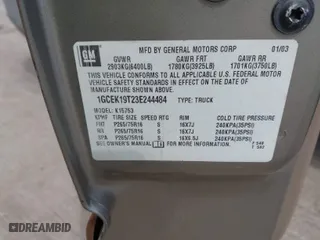 GM
MFD BY GENERAL MOTORS CORP 01/03
GVWR GAWR FRT GAWR RR
2903KG(6400LB) 1780KG(3925LB) 1701KG(3750LB)
THIS VEHICLE CONFORMS TO ALL APPLICABLE U.S. FEDERAL
MOTOR VEHICLE SAFETY STANDARDS IN EFFECT ON THE DATE
OF MANUFACTURE SHOWN ABOVE.
1GCEK19T23E244484 TYPE: TRUCK
MODEL: K15753
TIRE SIZE SPEED RTG RIM COLD TIRE PRESSURE
FRT P265/75R16 S 16X7J 240KPA(35PSI)
RR P265/75R16 S 16X7J 240KPA(35PSI)
SPA P265/75R16 S 16X6.5J 240KPA(35PSI)
SEE OWNER'S MANUAL FOR MORE INFORMATION